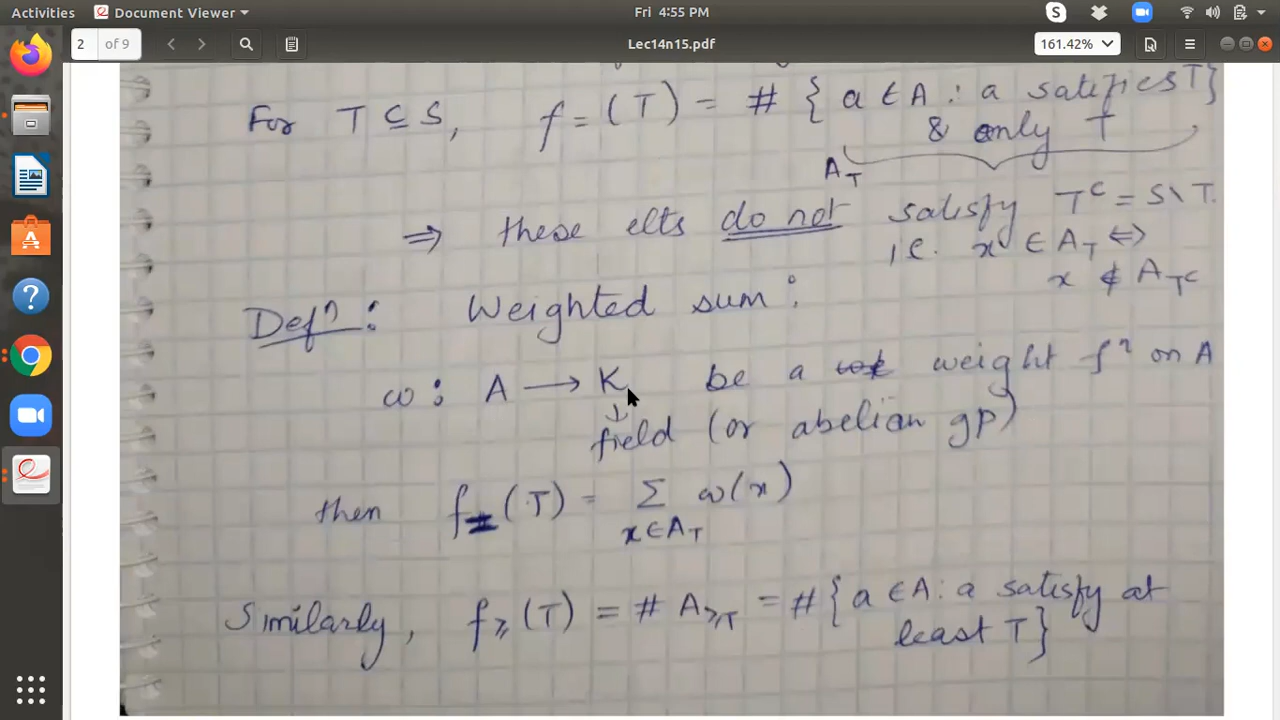 Activities Document Viewer Fri 4:55 PM
2 of 9 Lec14n15.pdf 161.42%
For T ⊆ S, f=(T) = # { a ∈ A : a satisfies T
& only T }
A_T
⇒ these elts do not satisfy T^c = S\T.
i.e. x ∈ A_T ⇔
x ∉ A_{T^c}
Defⁿ: Weighted sum:
ω: A → K be a weight fⁿ on A
↓
field (or abelian gp)
then f=(T) = Σ ω(x)
x ∈ A_T
Similarly, f≥(T) = # A_{≥T} = # { a ∈ A : a satisfy at
least T }